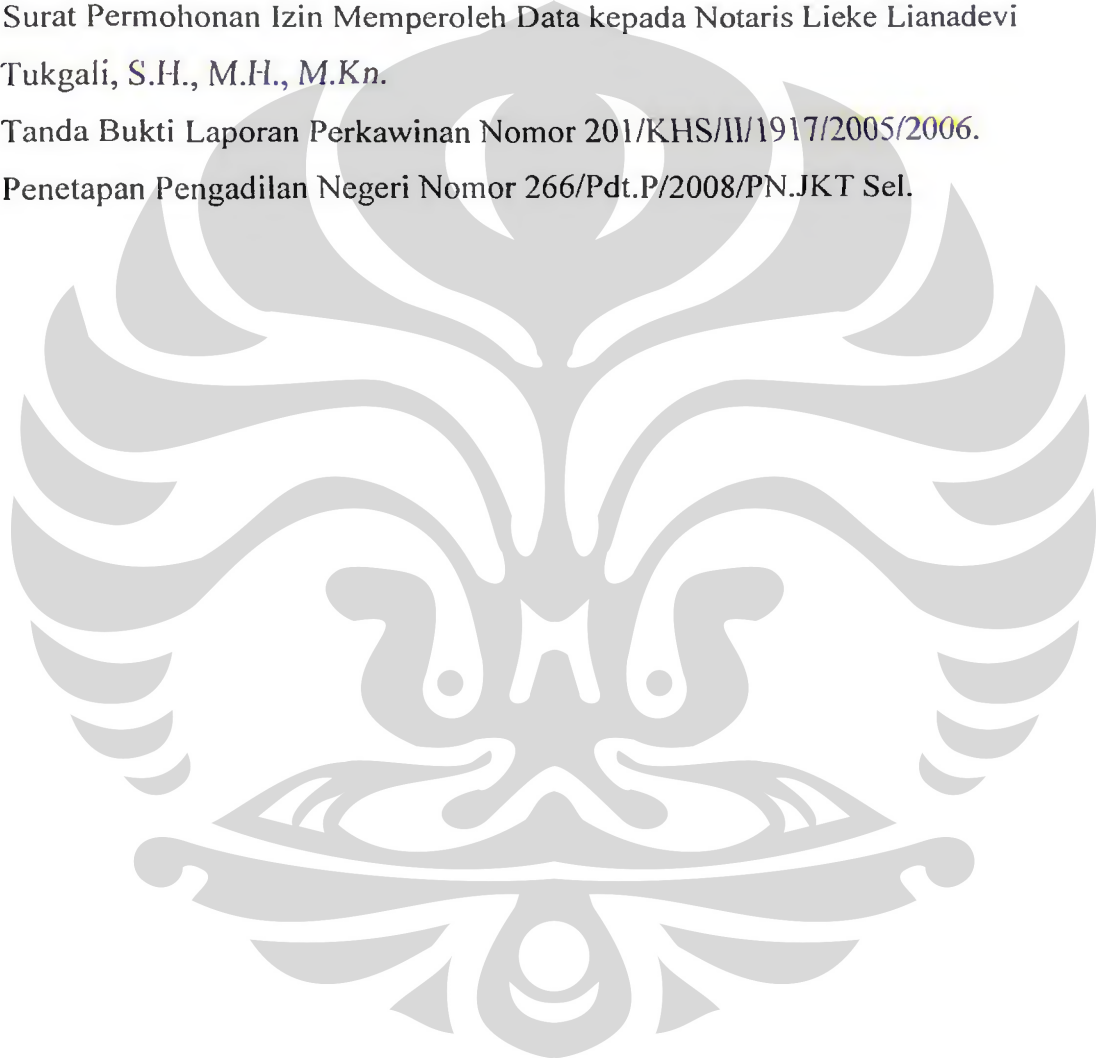 Surat Permohonan Izin Memperoleh Data kepada Notaris Lieke Lianadevi
Tukgali, S.H., M.H., M.Kn.
Tanda Bukti Laporan Perkawinan Nomor 201/KHS/II/1917/2005/2006.
Penetapan Pengadilan Negeri Nomor 266/Pdt.P/2008/PN.JKT Sel.